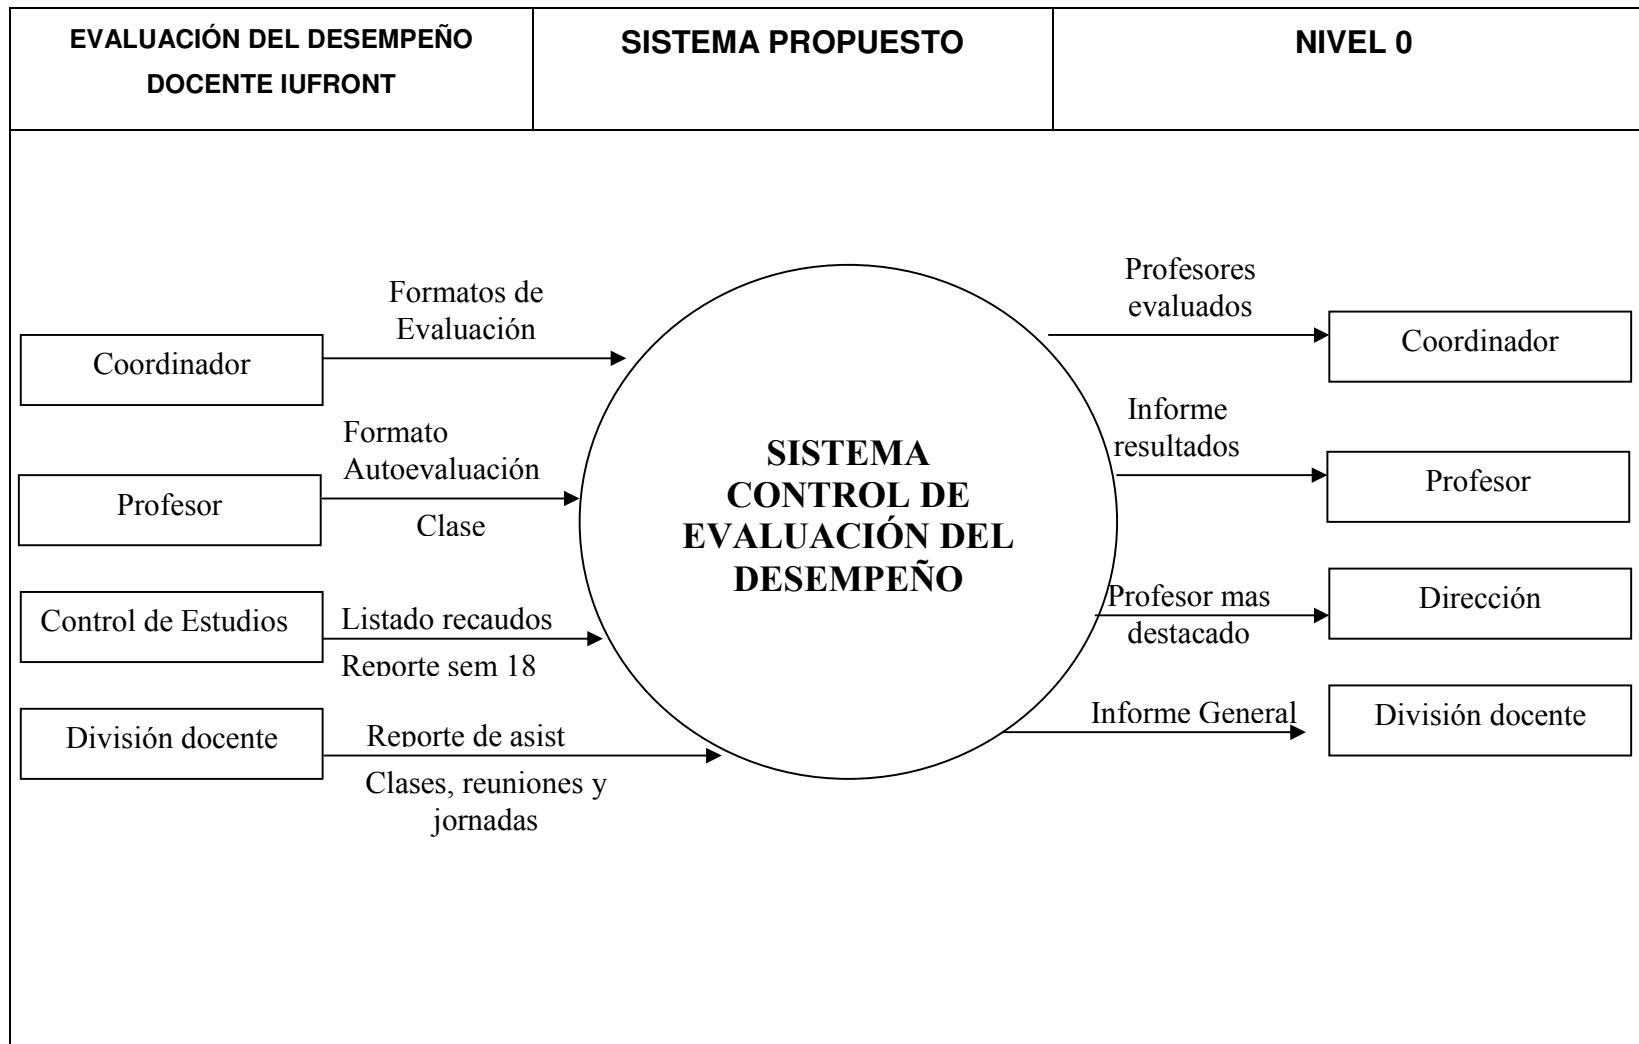 EVALUACIÓN DEL DESEMPEÑO
DOCENTE IUFRONT
SISTEMA PROPUESTO
NIVEL 0
Formatos de
Evaluación
Coordinador
Formato
Autoevaluación
Profesor
Clase
Control de Estudios
Listado recaudos
Reporte sem 18
División docente
Reporte de asist
Clases, reuniones y
jornadas
SISTEMA
CONTROL DE
EVALUACIÓN DEL
DESEMPEÑO
Profesores
evaluados
Coordinador
Informe
resultados
Profesor
Profesor mas
destacado
Dirección
Informe General
División docente